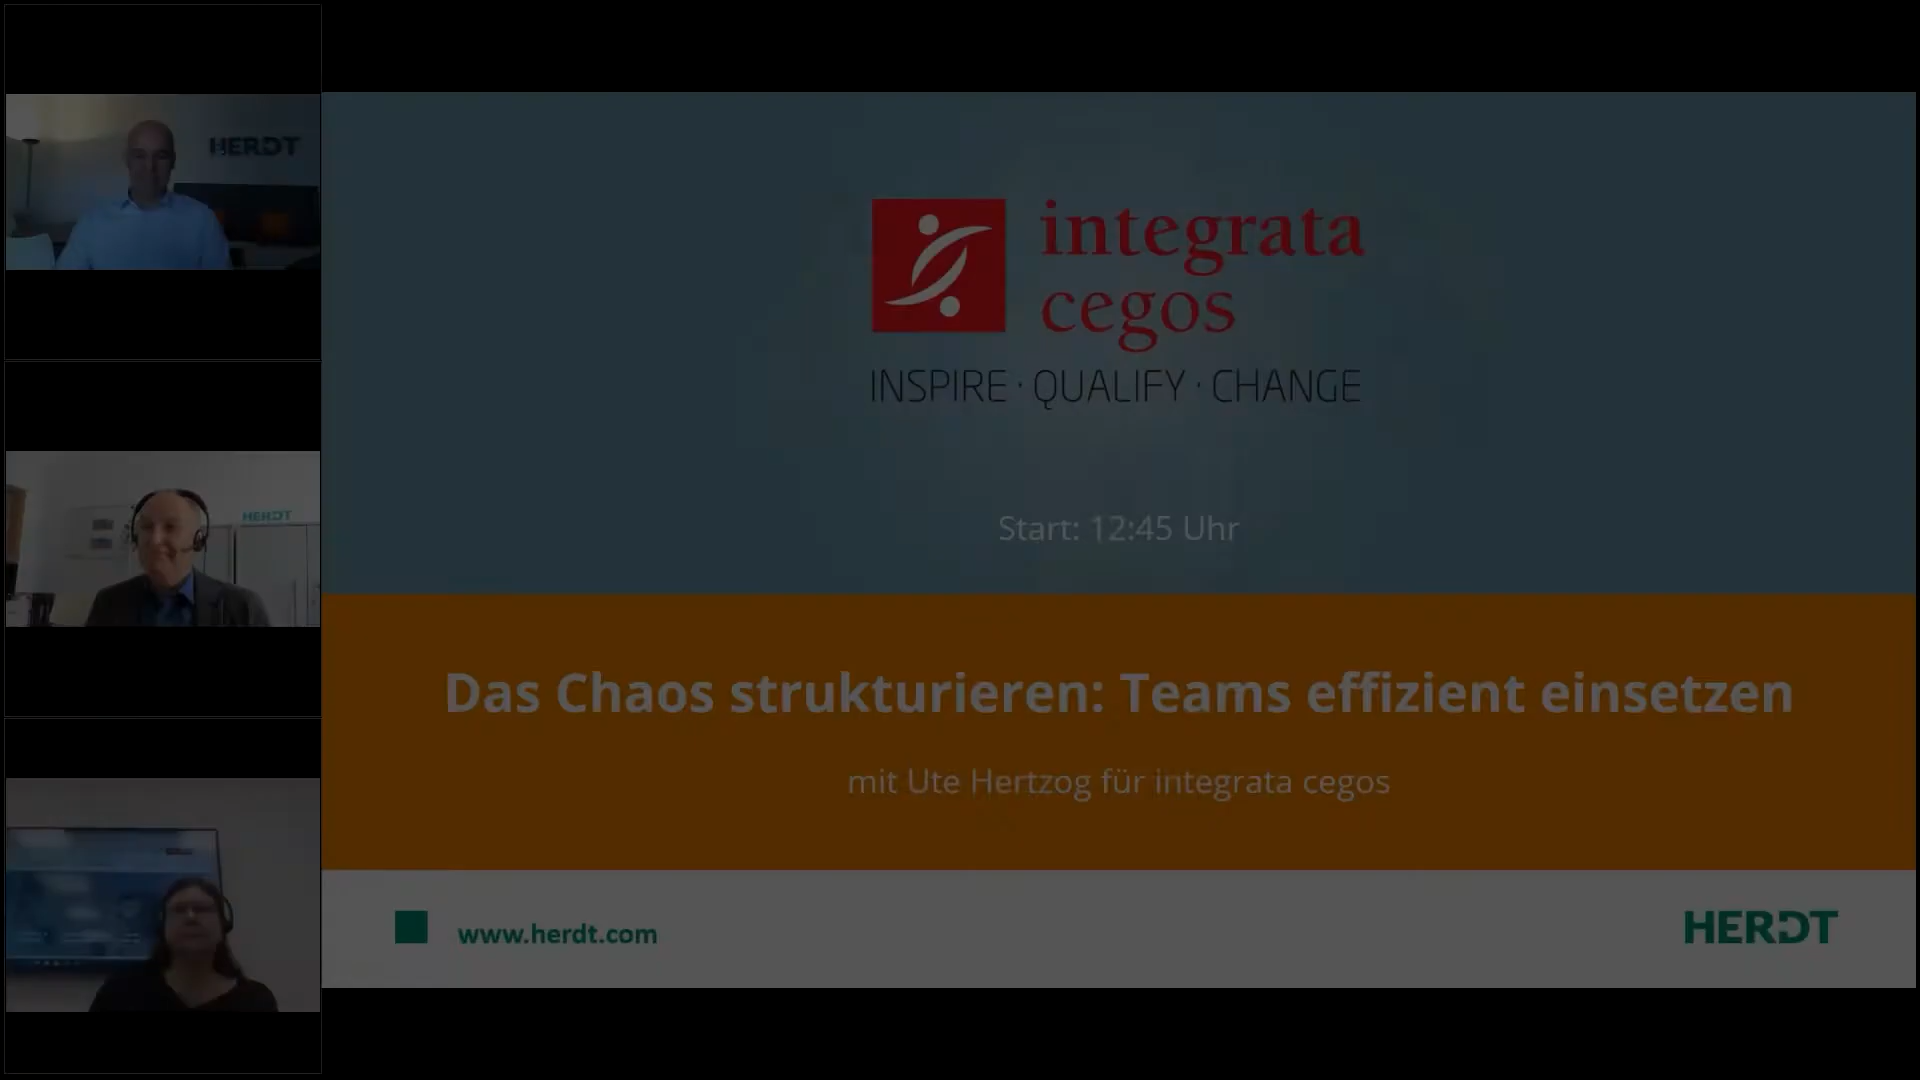 HERDT
HERDT
integrata
cegos
INSPIRE · QUALIFY · CHANGE
Start: 12:45 Uhr
Das Chaos strukturieren: Teams effizient einsetzen
mit Ute Hertzog für integrata cegos
www.herdt.com
HERDT